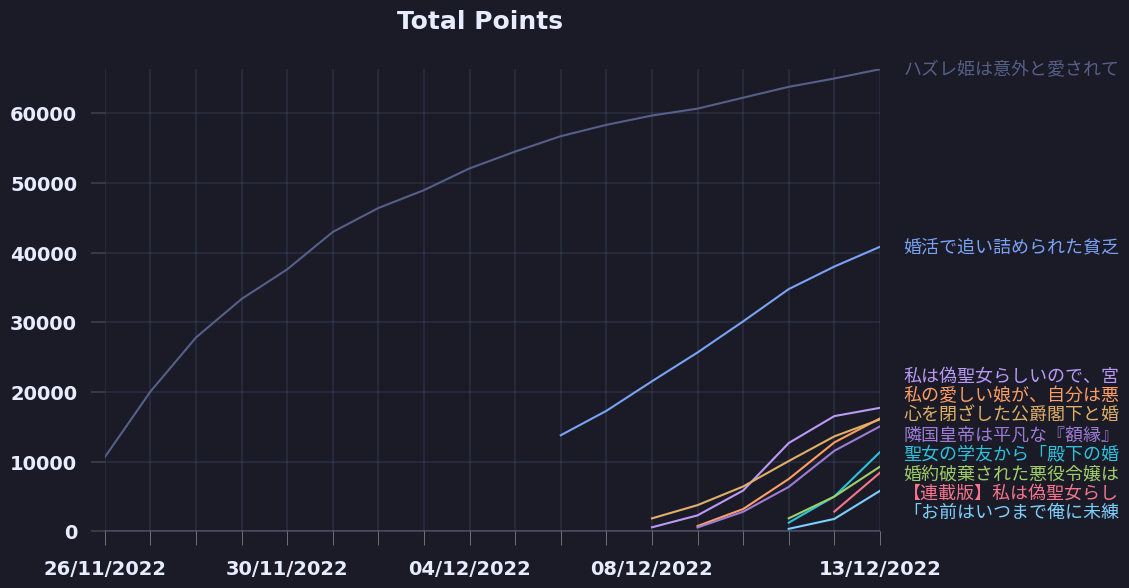 Total Points
ハズレ姫は意外と愛されて
60000
50000
40000
婚活で追い詰められた貧乏
30000
私は偽聖女らしいので、宮
20000
私の愛しい娘が、自分は悪
心を閉ざした公爵閣下と婚
隣国皇帝は平凡な『額縁』
聖女の学友から「殿下の婚
10000
婚約破棄された悪役令嬢は
【連載版】私は偽聖女らし
「お前はいつまで俺に未練
0
26/11/2022 30/11/2022 04/12/2022 08/12/2022 13/12/2022